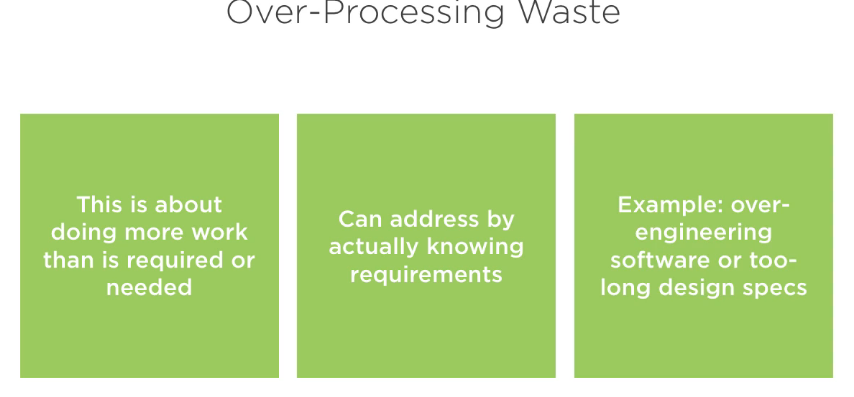 Over-Processing Waste
This is about
doing more work
than is required or
needed
Can address by
actually knowing
requirements
Example: over-
engineering
software or too-
long design specs